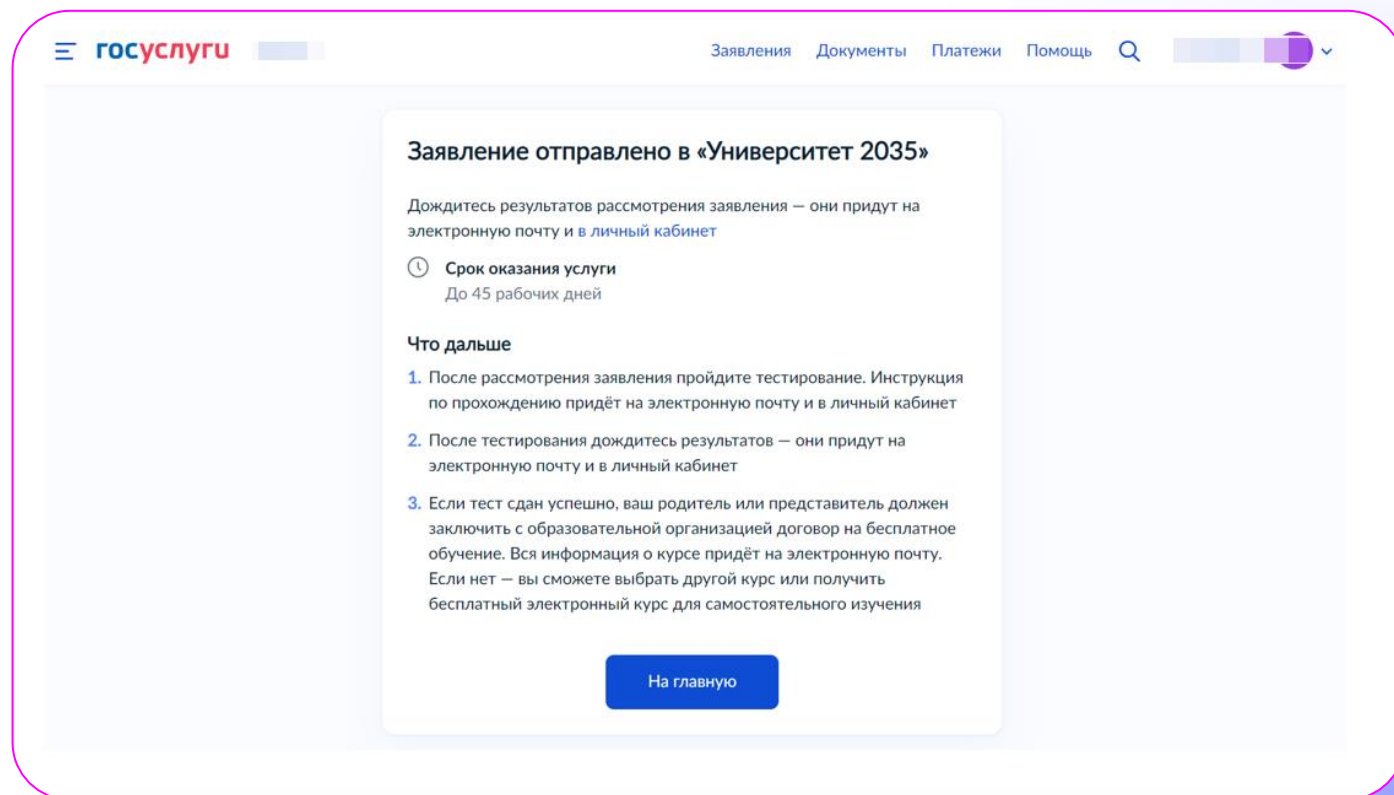 госуслуги
Заявления Документы Платежи Помощь
Заявление отправлено в «Университет 2035»
Дождитесь результатов рассмотрения заявления — они придут на
электронную почту и в личный кабинет
Срок оказания услуги
До 45 рабочих дней
Что дальше
1. После рассмотрения заявления пройдите тестирование. Инструкция
по прохождению придёт на электронную почту и в личный кабинет
2. После тестирования дождитесь результатов — они придут на
электронную почту и в личный кабинет
3. Если тест сдан успешно, ваш родитель или представитель должен
заключить с образовательной организацией договор на бесплатное
обучение. Вся информация о курсе придёт на электронную почту.
Если нет — вы сможете выбрать другой курс или получить
бесплатный электронный курс для самостоятельного изучения
На главную